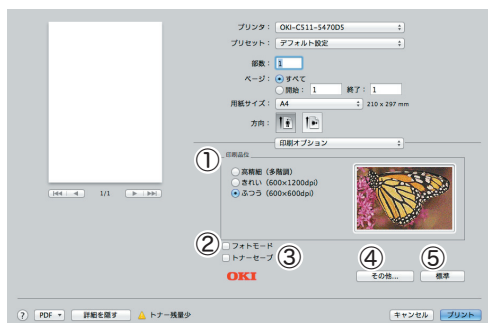 プリンタ： OKI-C511-5470D5
プリセット： デフォルト設定
部数： 1
ページ： すべて
開始： 1 終了： 1
用紙サイズ： A4 210 x 297 mm
方向：
印刷オプション
① 印刷品位
高精細（多階調）
きれい（600x1200dpi）
ふつう（600x600dpi）
1/1
② フォトモード
トナーセーブ ③
④ ⑤
OKI その他... 標準
? PDF 詳細を隠す トナー残量少 キャンセル プリント